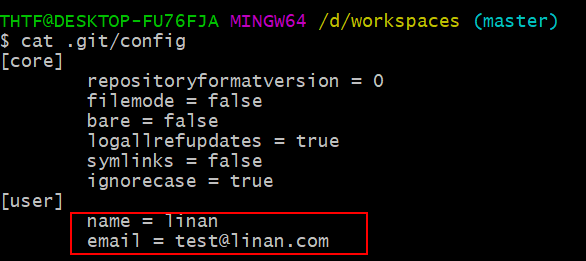 THTF@DESKTOP-FU76FJA MINGW64 /d/workspaces (master)
$ cat .git/config
[core]
repositoryformatversion = 0
filemode = false
bare = false
logallrefupdates = true
symlinks = false
ignorecase = true
[user]
name = linan
email = test@linan.com